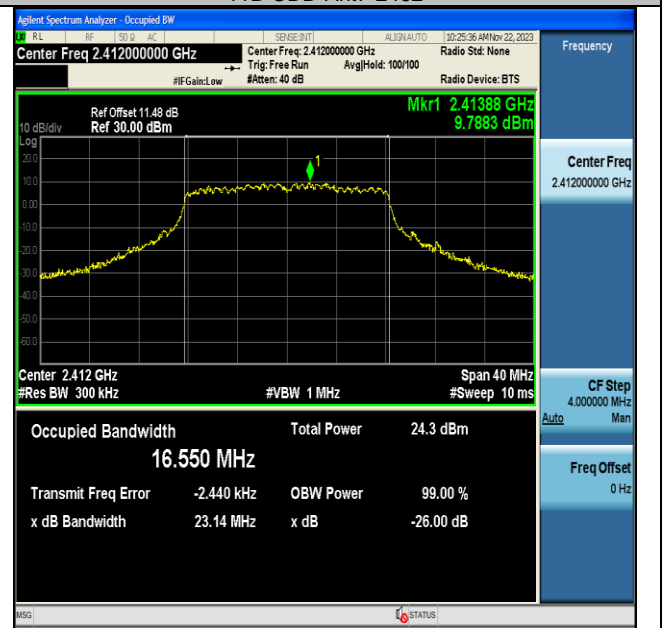 Agilent Spectrum Analyzer - Occupied BW
LXI RL RF 50 Ω AC SENSE:INT ALIGN AUTO 10:25:36 AM Nov 22, 2023
Center Freq 2.412000000 GHz
Center Freq: 2.412000000 GHz
Radio Std: None
Trig: Free Run Avg|Hold: 100/100
#IFGain:Low #Atten: 40 dB Radio Device: BTS
Frequency
Mkr1 2.41388 GHz
9.7883 dBm
Ref Offset 11.48 dB
10 dB/div Ref 30.00 dBm
Log
20.0
10.0
0.00
-10.0
-20.0
-30.0
-40.0
-50.0
-60.0
1
Center 2.412 GHz Span 40 MHz
#Res BW 300 kHz #VBW 1 MHz #Sweep 10 ms
Occupied Bandwidth Total Power 24.3 dBm
16.550 MHz
Transmit Freq Error -2.440 kHz OBW Power 99.00 %
x dB Bandwidth 23.14 MHz x dB -26.00 dB
Center Freq
2.412000000 GHz
CF Step
4.000000 MHz
Auto Man
Freq Offset
0 Hz
MSG STATUS